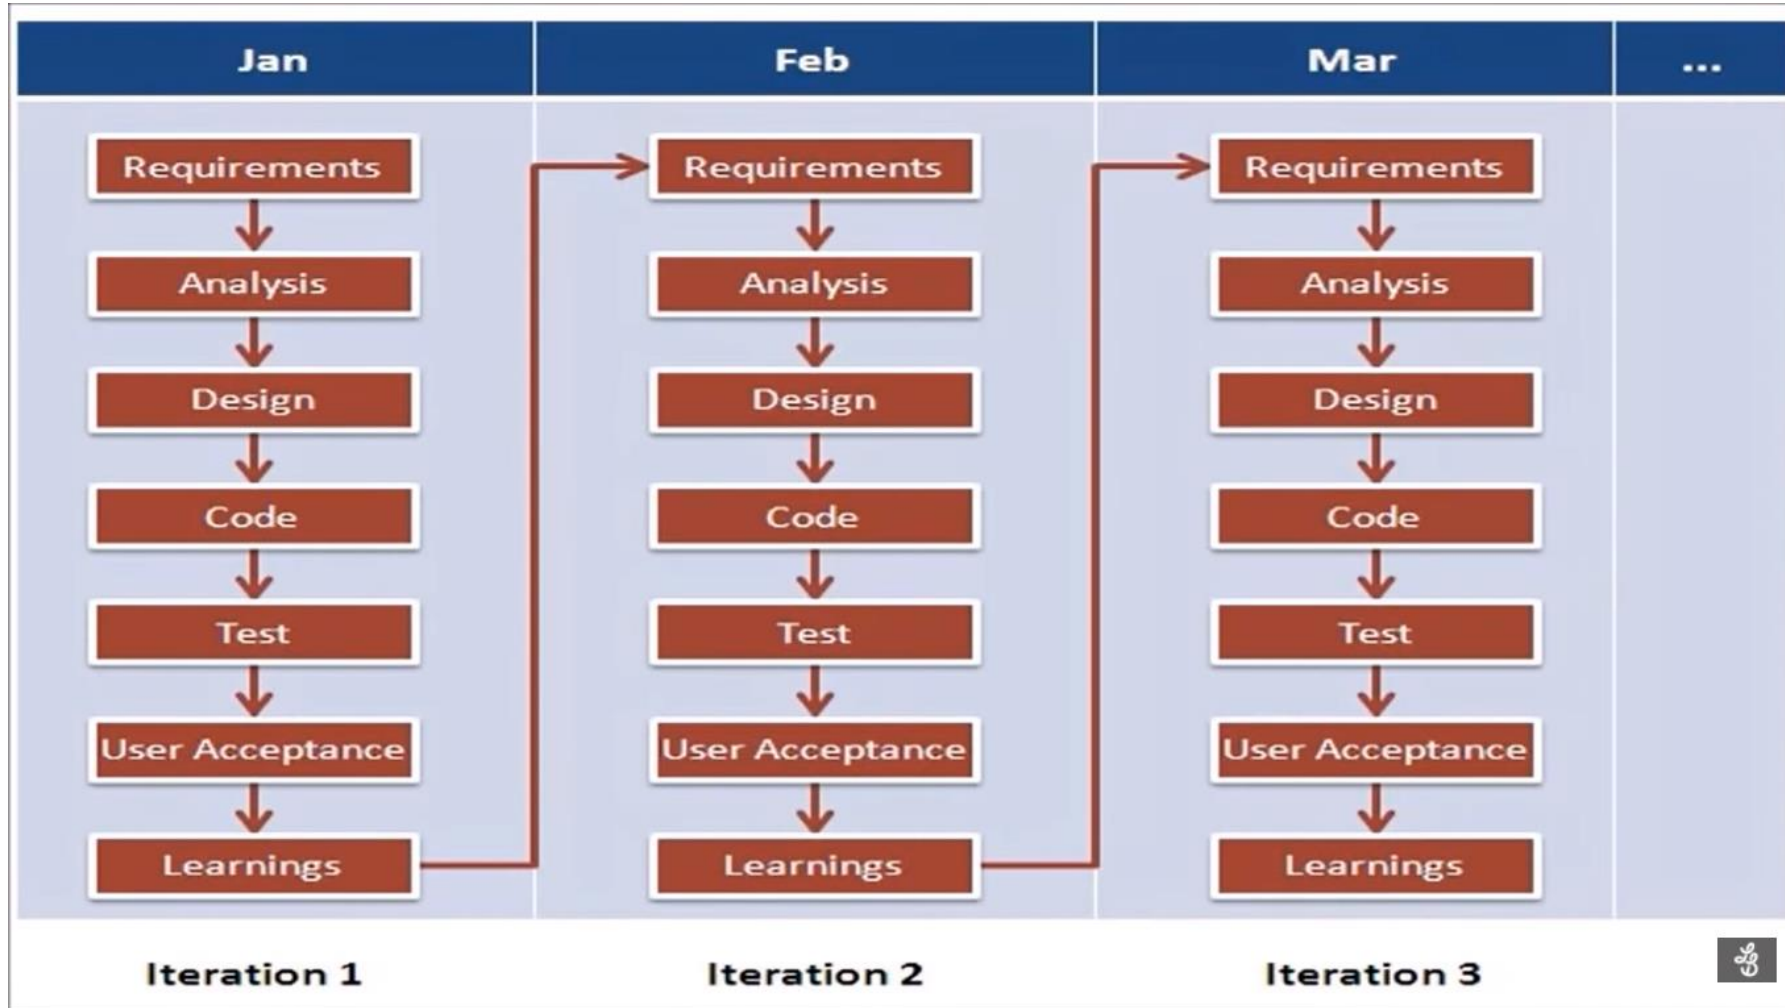 Jan
Feb
Mar
...
Requirements
Analysis
Design
Code
Test
User Acceptance
Learnings
Requirements
Analysis
Design
Code
Test
User Acceptance
Learnings
Requirements
Analysis
Design
Code
Test
User Acceptance
Learnings
Iteration 1
Iteration 2
Iteration 3